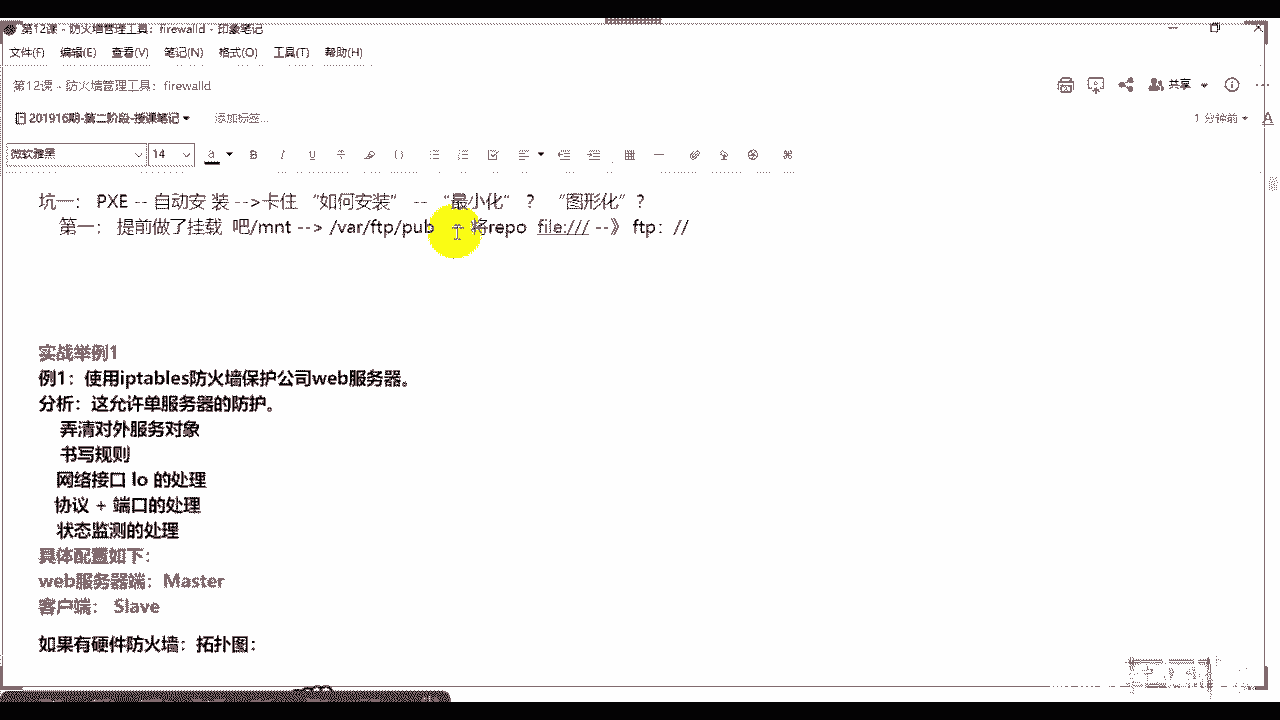 第12课 - 防火墙管理工具：firewalld - 印象笔记
文件(F) 编辑(E) 查看(V) 笔记(N) 格式(O) 工具(T) 帮助(H)
第12课 - 防火墙管理工具：firewalld
共享
201916期-第二阶段-授课笔记 添加标签...
1 分钟前
微软雅黑 14
坑一： PXE -- 自动安 装 -->卡住 “如何安装” -- “最小化” ？ “图形化”？
第一： 提前做了挂载 吧/mnt --> /var/ftp/pub 将repo file:/// --》 ftp：//
实战举例1
例1：使用iptables防火墙保护公司web服务器。
分析：这允许单服务器的防护。
弄清对外服务对象
书写规则
网络接口 lo 的处理
协议 + 端口的处理
状态监测的处理
具体配置如下：
web服务器端：Master
客户端： Slave
如果有硬件防火墙：拓扑图：